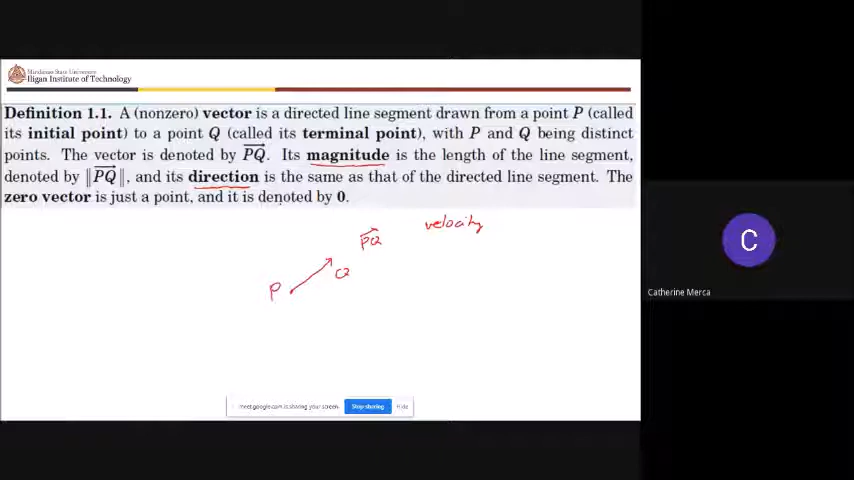 Mindanao State University
Iligan Institute of Technology
Definition 1.1. A (nonzero) vector is a directed line segment drawn from a point P (called
its initial point) to a point Q (called its terminal point), with P and Q being distinct
points. The vector is denoted by \overrightarrow{PQ}. Its magnitude is the length of the line segment,
denoted by ‖\overrightarrow{PQ}‖, and its direction is the same as that of the directed line segment. The
zero vector is just a point, and it is denoted by 0.
velocity
\overrightarrow{PQ}
Q
P
C
Catherine Merca
meet.google.com is sharing your screen.
Stop sharing
Hide